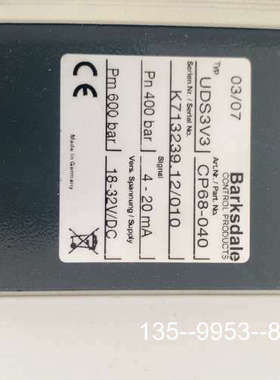 Barksdale
CONTROL PRODUCTS
03/07
Typ
Art.Nr. / Part. No.
UDS3V3
CP68-040
Serien Nr. / Serial No.
K713239 12/010
Signal
Pn 400 bar
4 - 20 mA
Vers. Spannung / Supply
Pm 600 bar
18-32V/DC
CE
Made in Germany
135--9953--8